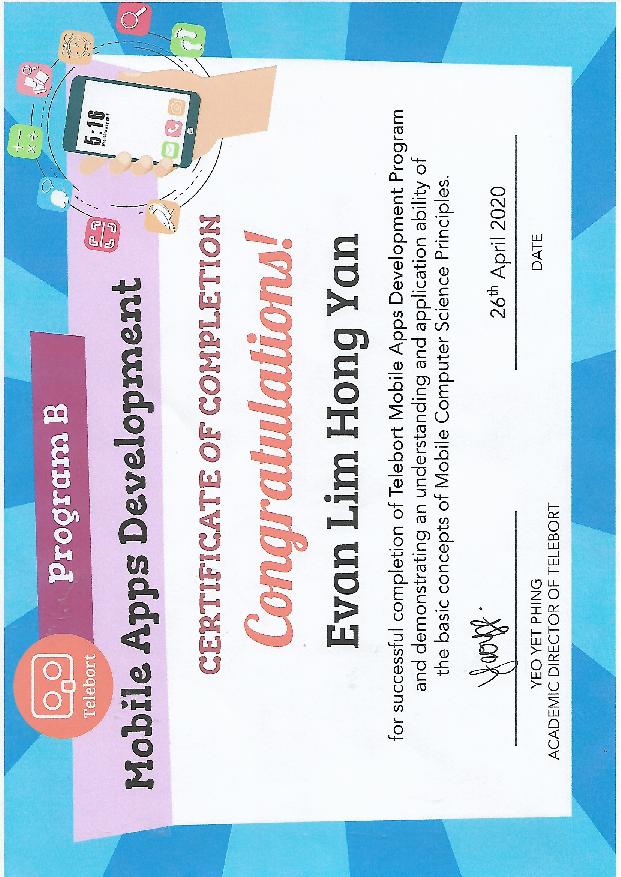 Program B
Telebort
Mobile Apps Development
5:16
CERTIFICATE OF COMPLETION
Congratulations!
Evan Lim Hong Yan
for successful completion of Telebort Mobile Apps Development Program
and demonstrating an understanding and application ability of
the basic concepts of Mobile Computer Science Principles.
26th April 2020
YEO YET PHING
ACADEMIC DIRECTOR OF TELEBORT
DATE